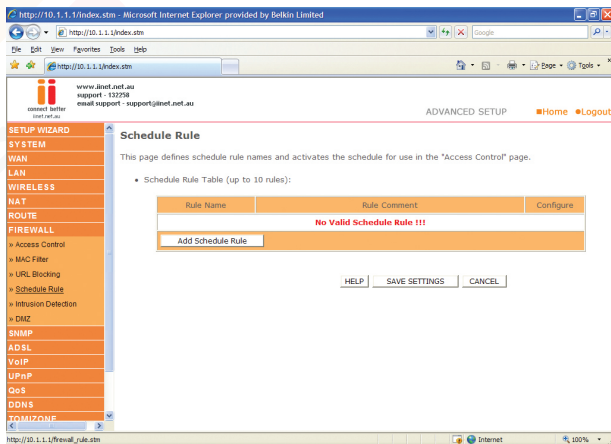 http://10.1.1.1/index.stm - Microsoft Internet Explorer provided by Belkin Limited
http://10.1.1.1/index.stm
Google
File Edit View Favorites Tools Help
http://10.1.1.1/index.stm
Page Tools
www.iinet.net.au
support - 132258
email support - support@iinet.net.au
connect better
iinet.net.au
ADVANCED SETUP Home Logout
SETUP WIZARD
SYSTEM
WAN
LAN
WIRELESS
NAT
ROUTE
FIREWALL
» Access Control
» MAC Filter
» URL Blocking
» Schedule Rule
» Intrusion Detection
» DMZ
SNMP
ADSL
VoIP
UPnP
QoS
DDNS
TOMIZONE
Schedule Rule
This page defines schedule rule names and activates the schedule for use in the "Access Control" page.
• Schedule Rule Table (up to 10 rules):
Rule Name Rule Comment Configure
No Valid Schedule Rule !!!
Add Schedule Rule
HELP SAVE SETTINGS CANCEL
http://10.1.1.1/firewall_rule.stm Internet 100%